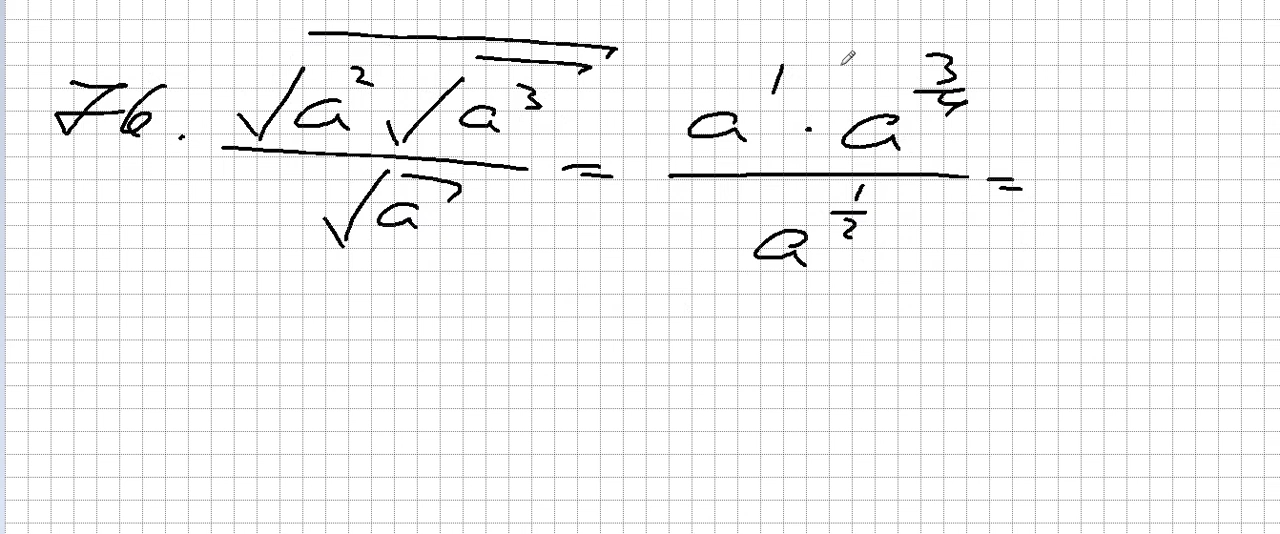 76. √(a² √(a³)) / √a = a¹ · a^(3/4) / a^(1/2) =